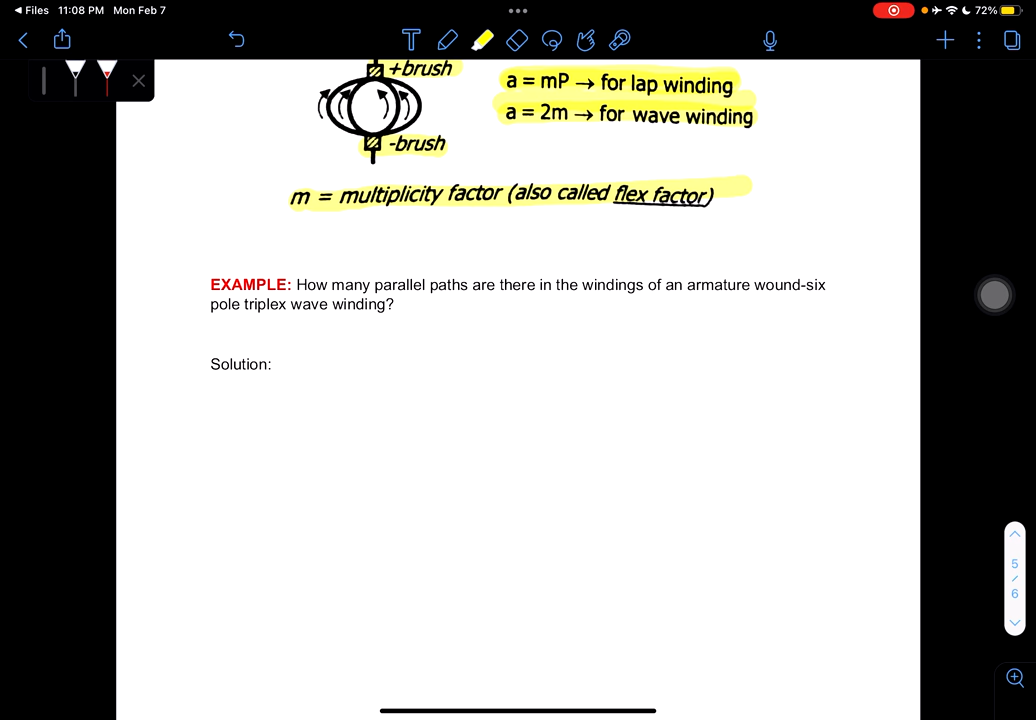 Files 11:08 PM Mon Feb 7
72%
+brush
a = mP → for lap winding
a = 2m → for wave winding
-brush
m = multiplicity factor (also called flex factor)
EXAMPLE: How many parallel paths are there in the windings of an armature wound-six
pole triplex wave winding?
Solution:
5
/
6